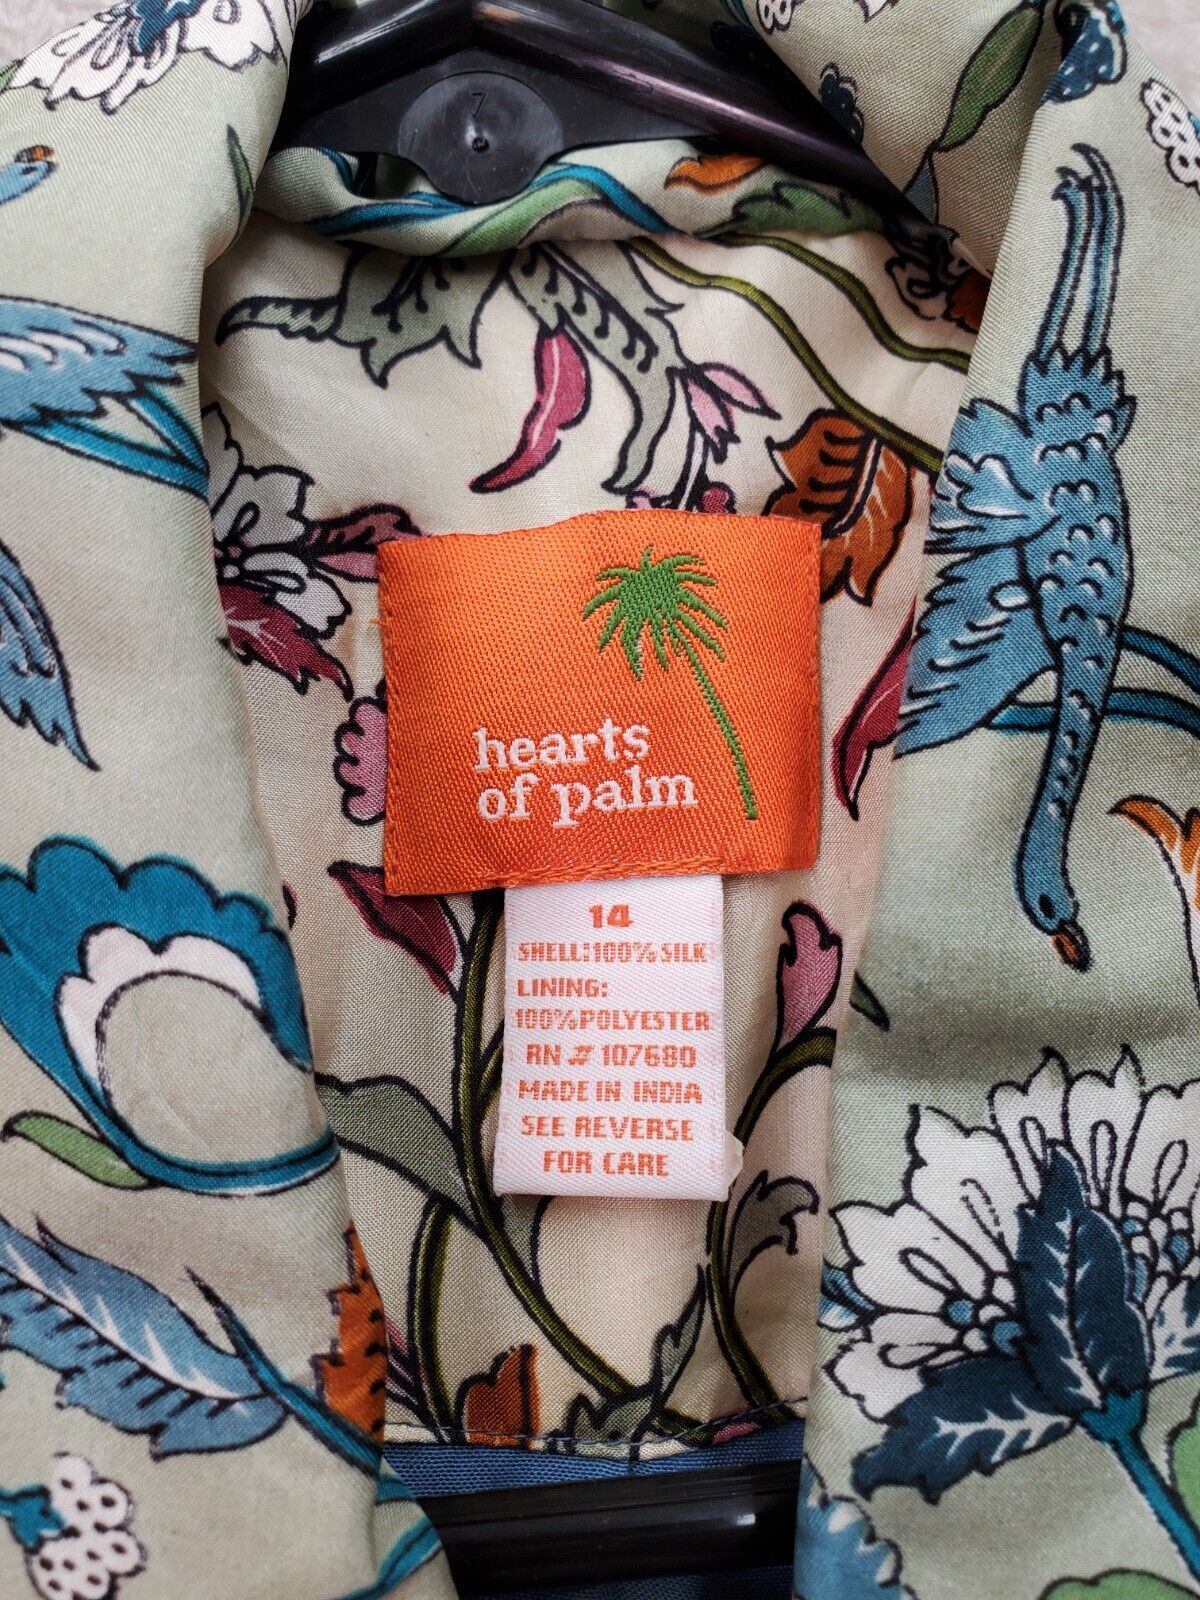 hearts
of palm
14
SHELL:100% SILK
LINING:
100%POLYESTER
RN # 107680
MADE IN INDIA
SEE REVERSE
FOR CARE